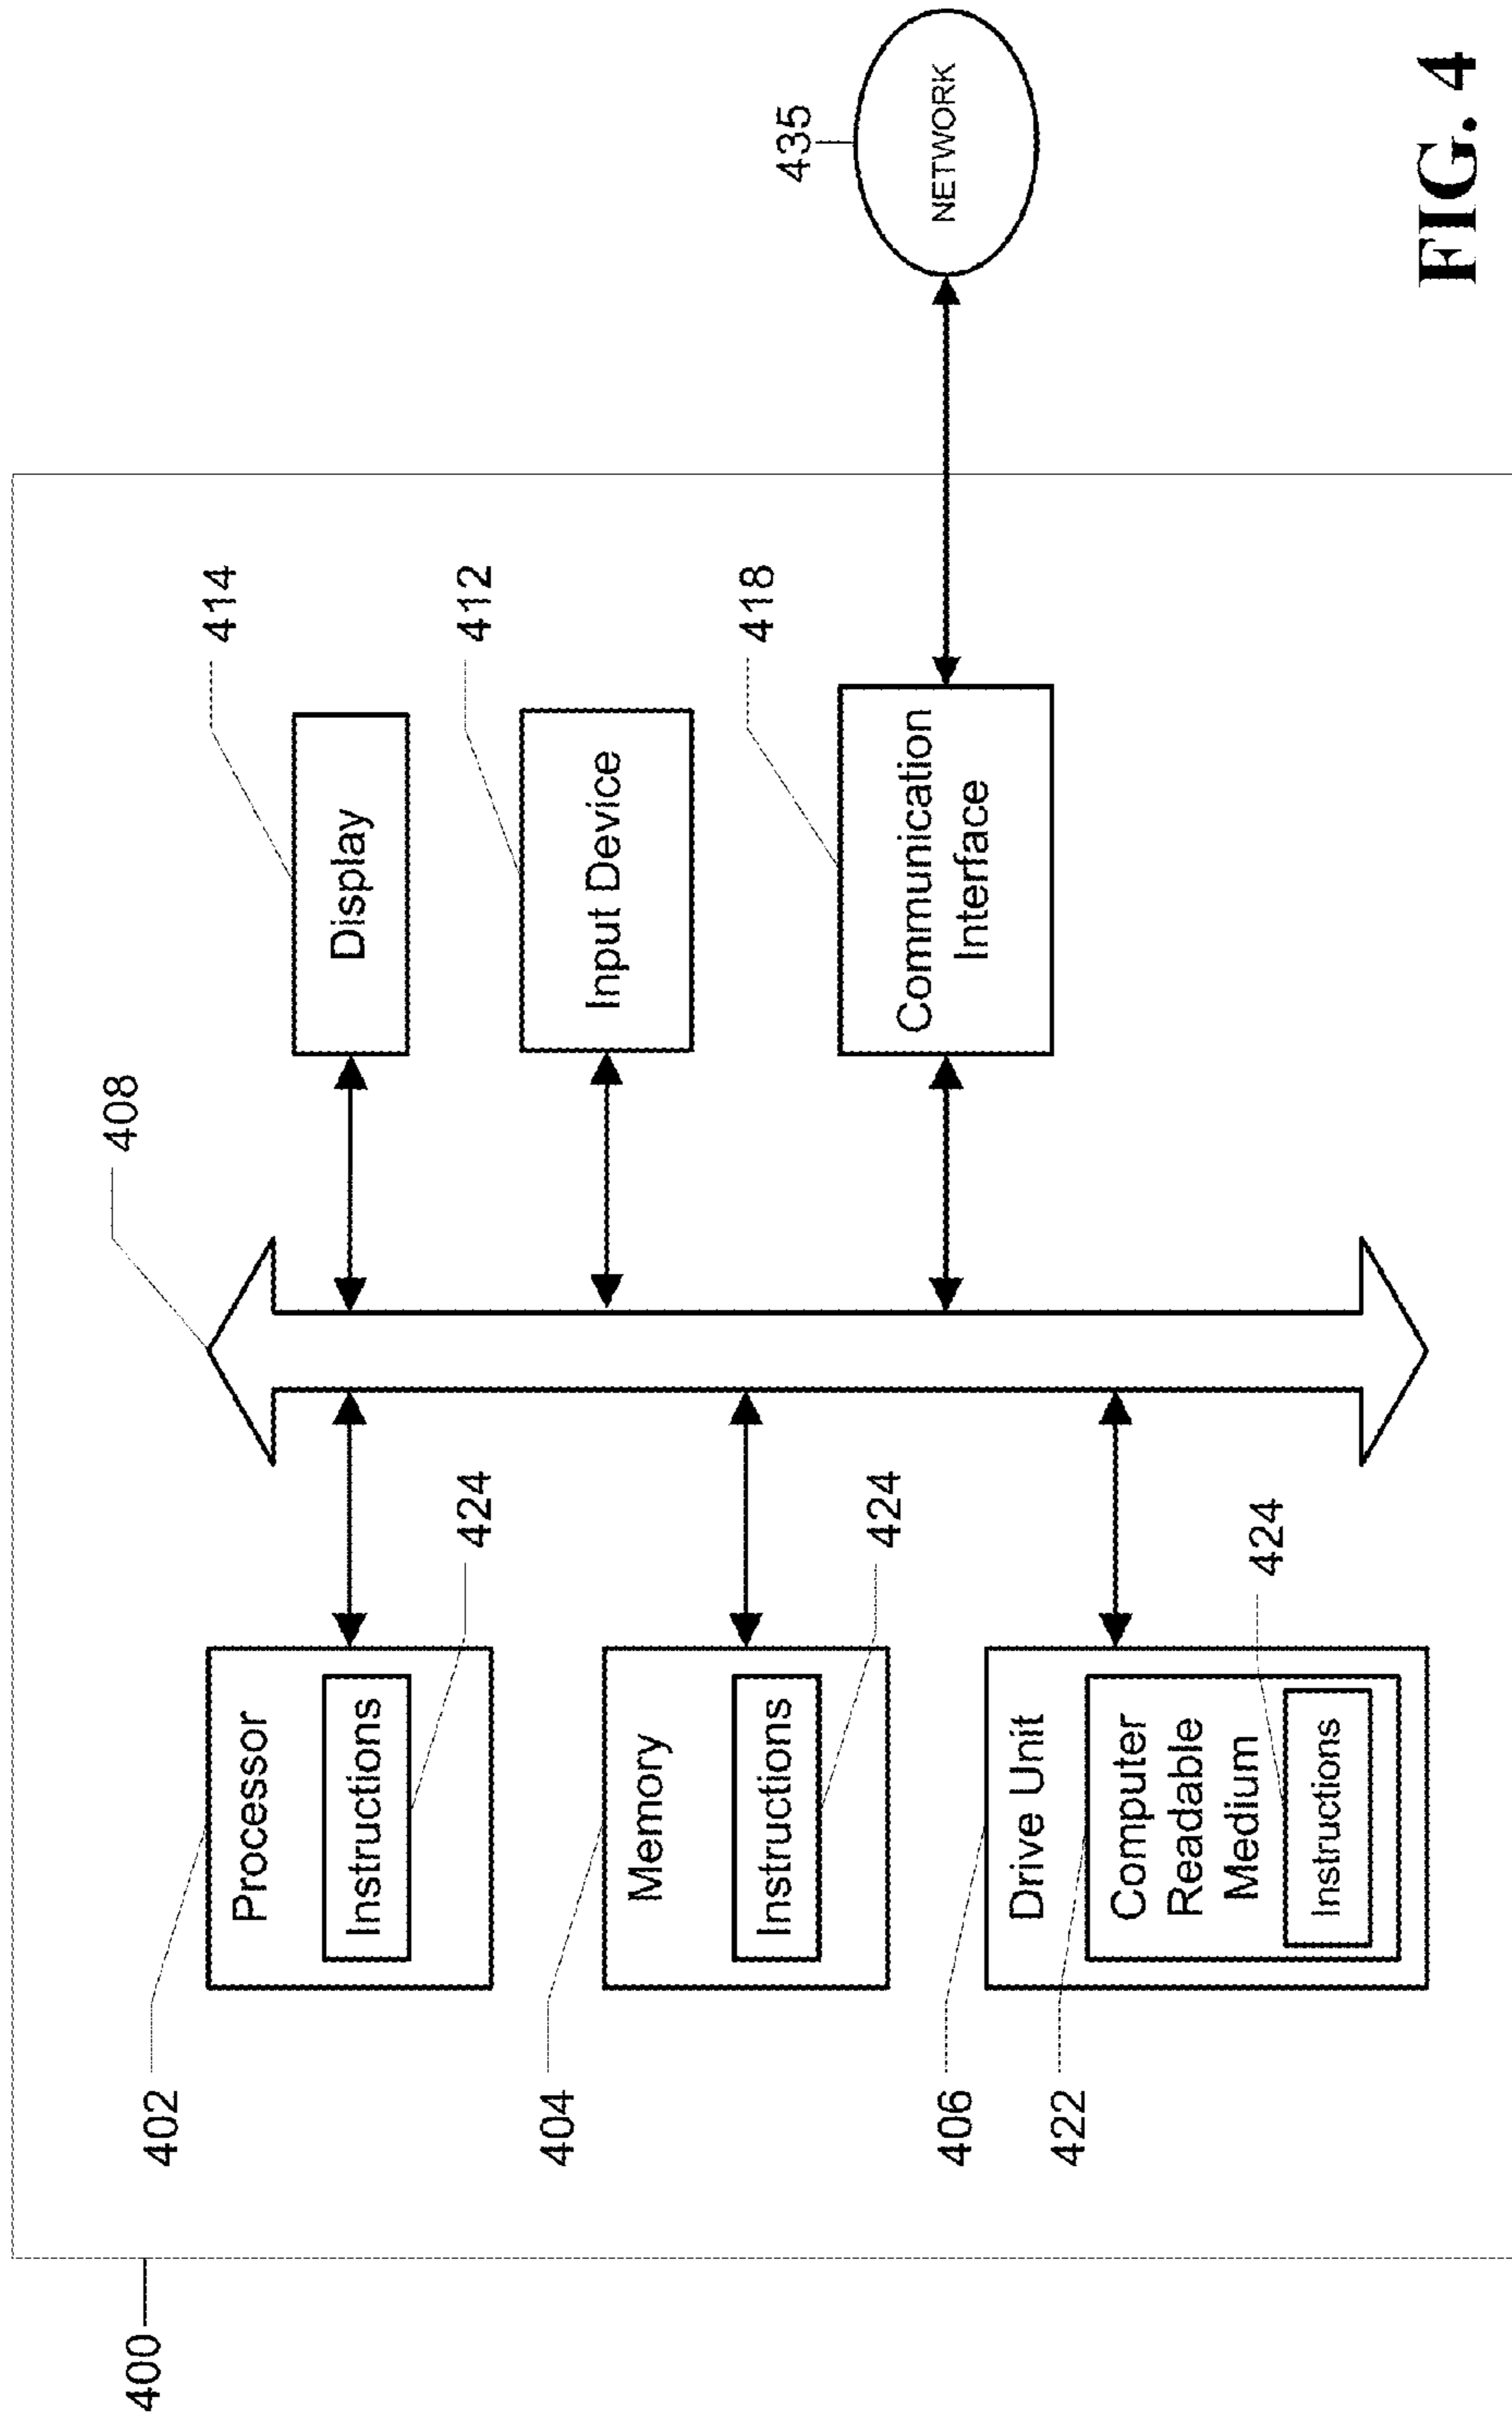 400
408
402
Processor
Instructions
424
414
Display
404
Memory
Instructions
424
412
Input Device
406
Drive Unit
422
Computer
Readable
Medium
424
Instructions
418
Communication
Interface
435
NETWORK
FIG. 4